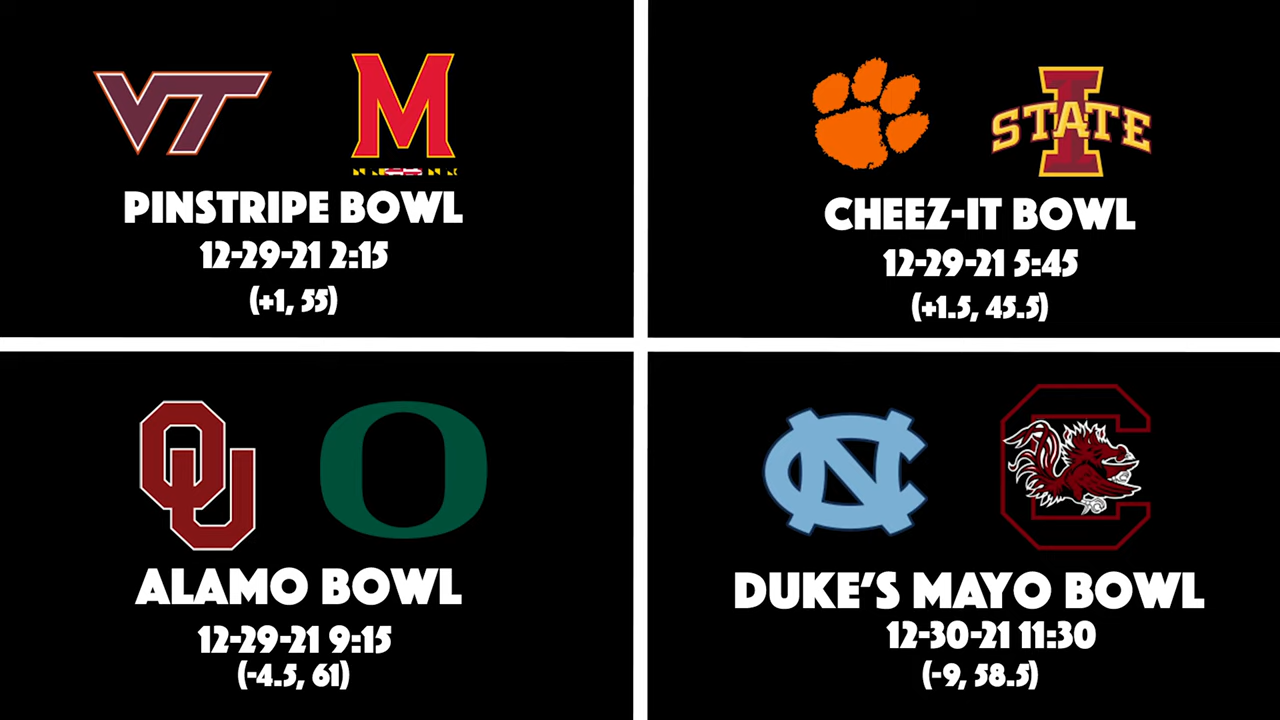 VT M
PINSTRIPE BOWL
12-29-21 2:15
(+1, 55)
I STATE
CHEEZ-IT BOWL
12-29-21 5:45
(+1.5, 45.5)
OU O
ALAMO BOWL
12-29-21 9:15
(-4.5, 61)
NC C
DUKE'S MAYO BOWL
12-30-21 11:30
(-9, 58.5)